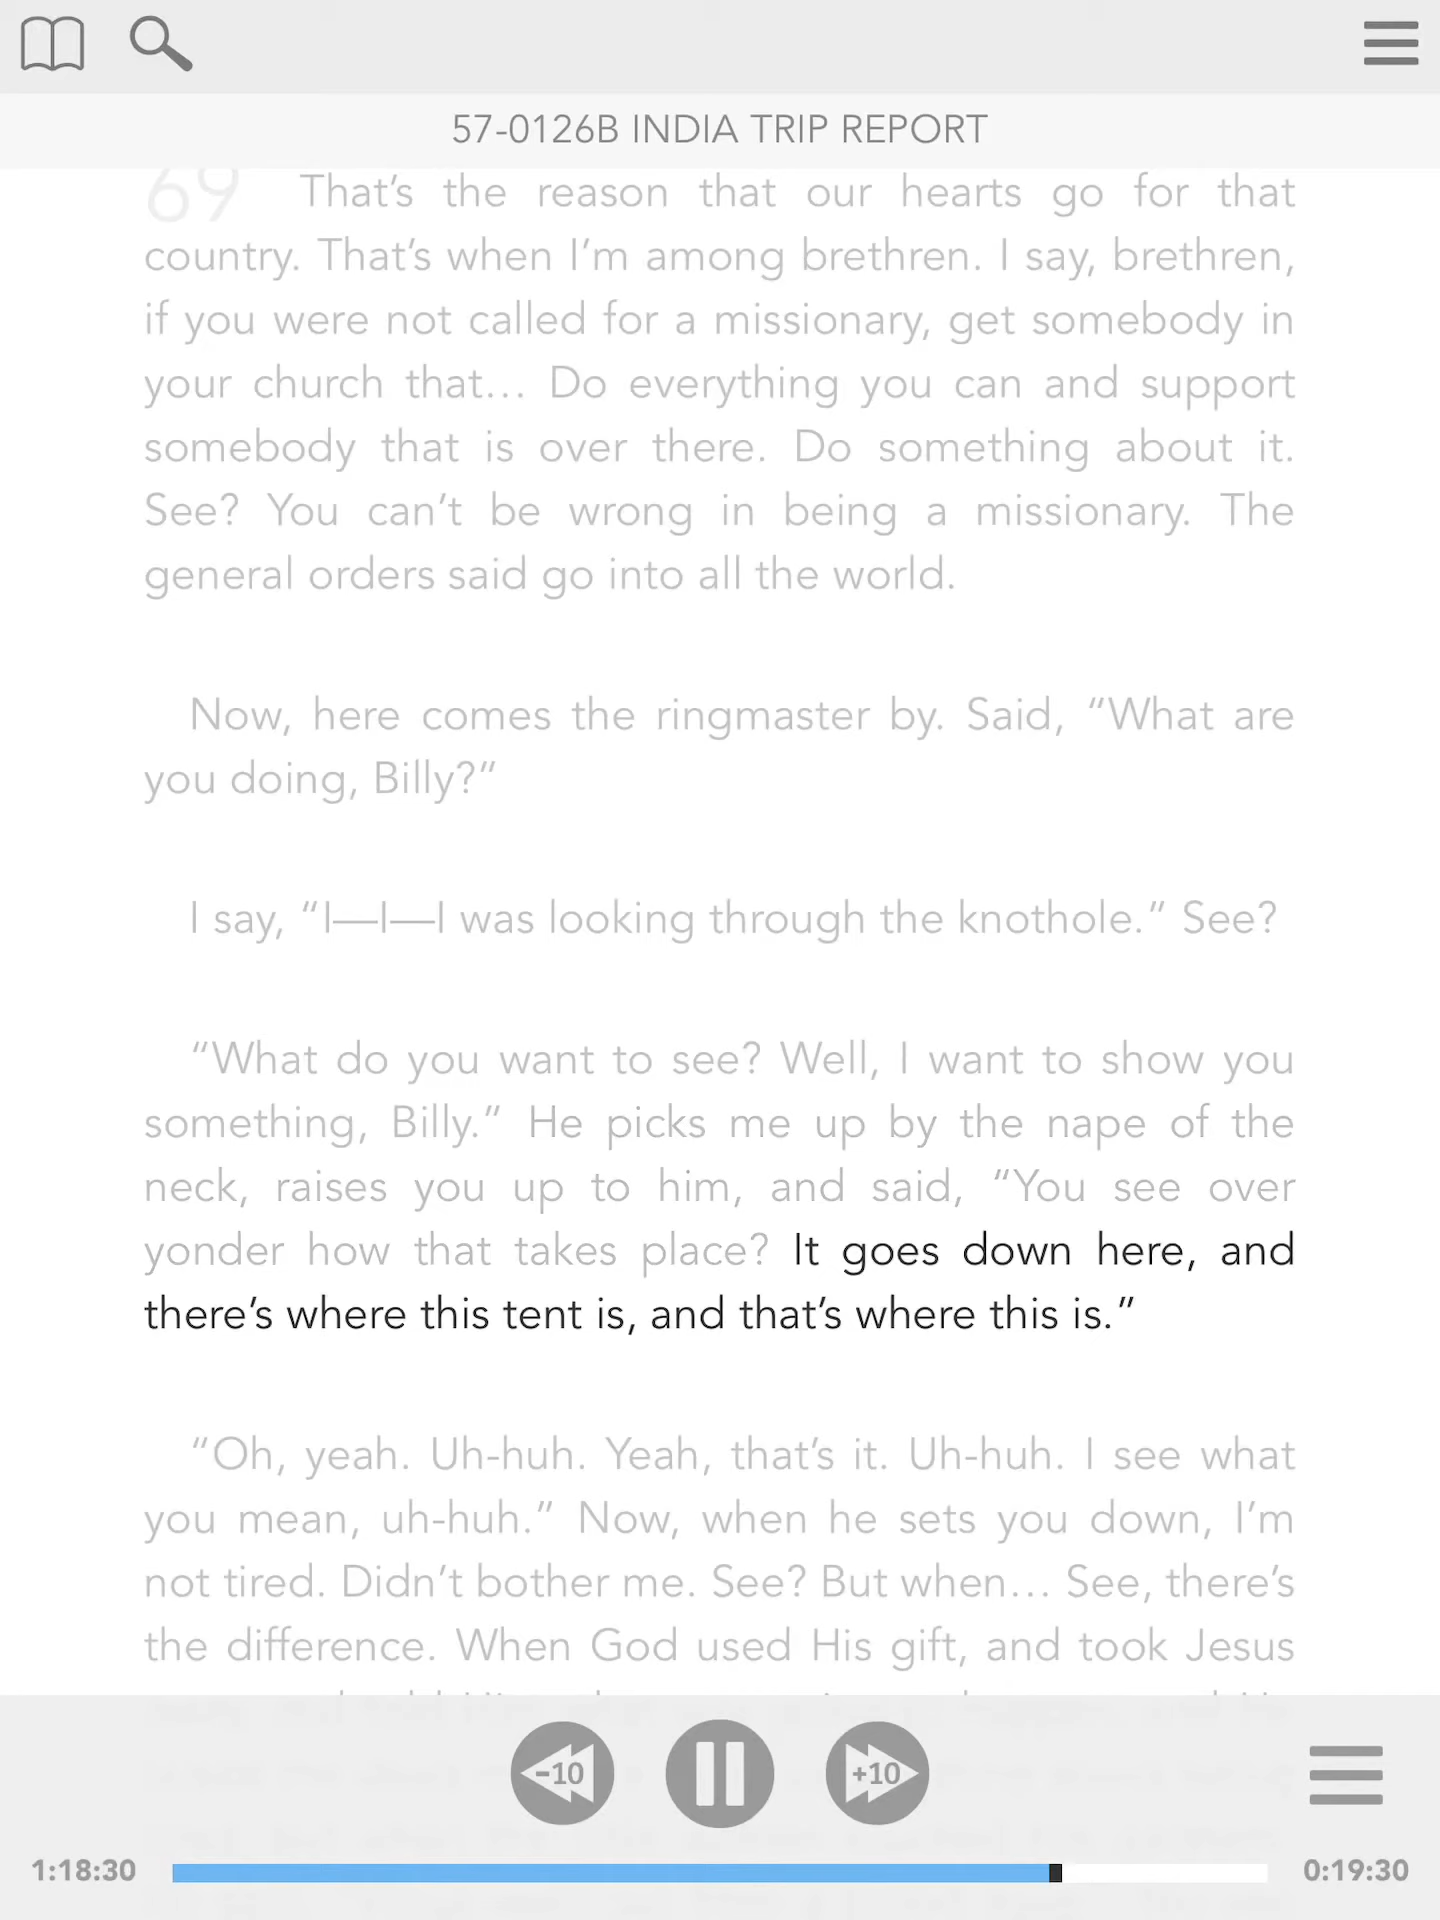 57-0126B INDIA TRIP REPORT
69 That’s the reason that our hearts go for that
country. That’s when I’m among brethren. I say, brethren,
if you were not called for a missionary, get somebody in
your church that… Do everything you can and support
somebody that is over there. Do something about it.
See? You can’t be wrong in being a missionary. The
general orders said go into all the world.
Now, here comes the ringmaster by. Said, “What are
you doing, Billy?”
I say, “I—I—I was looking through the knothole.” See?
“What do you want to see? Well, I want to show you
something, Billy.” He picks me up by the nape of the
neck, raises you up to him, and said, “You see over
yonder how that takes place? It goes down here, and
there’s where this tent is, and that’s where this is.”
“Oh, yeah. Uh-huh. Yeah, that’s it. Uh-huh. I see what
you mean, uh-huh.” Now, when he sets you down, I’m
not tired. Didn’t bother me. See? But when… See, there’s
the difference. When God used His gift, and took Jesus
-10 +10
1:18:30 0:19:30